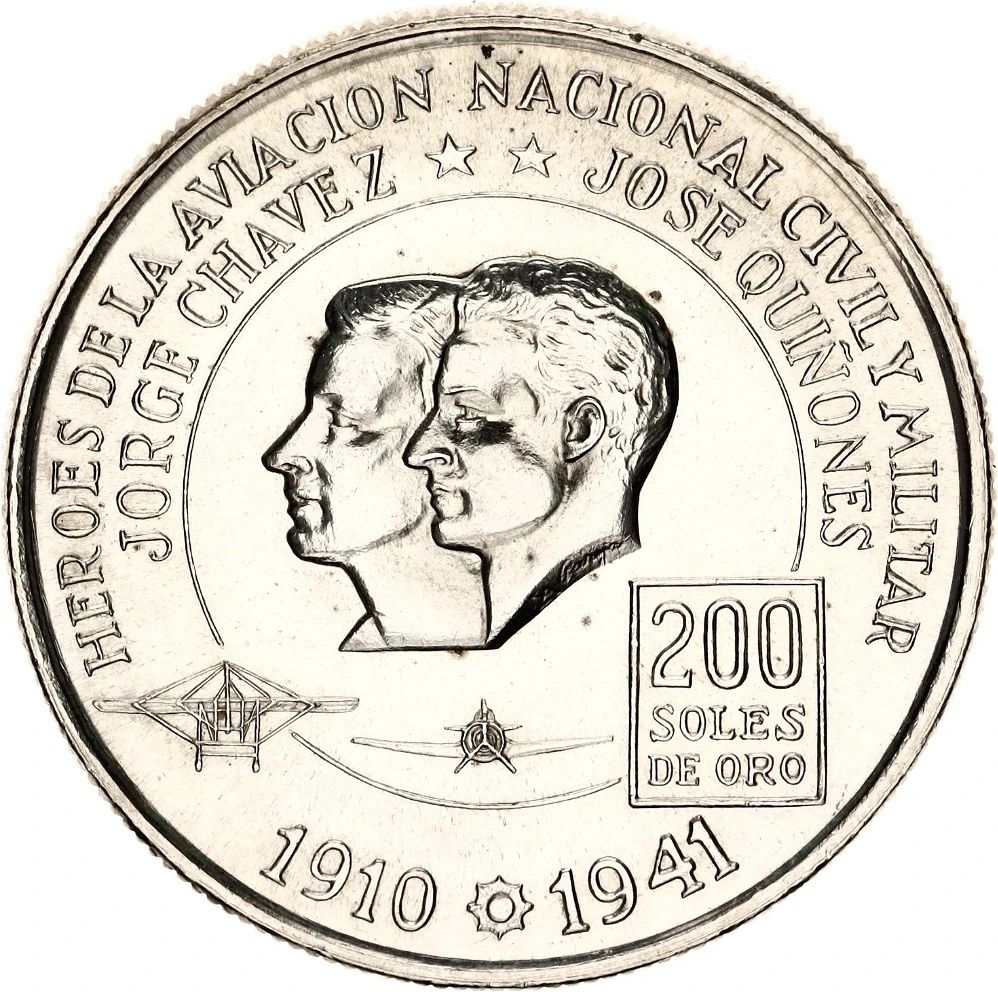 HEROES DE LA AVIACION NACIONAL CIVIL Y MILITAR
JORGE CHAVEZ ★ ★ JOSE QUIÑONES
200
SOLES
DE ORO
1910 1941